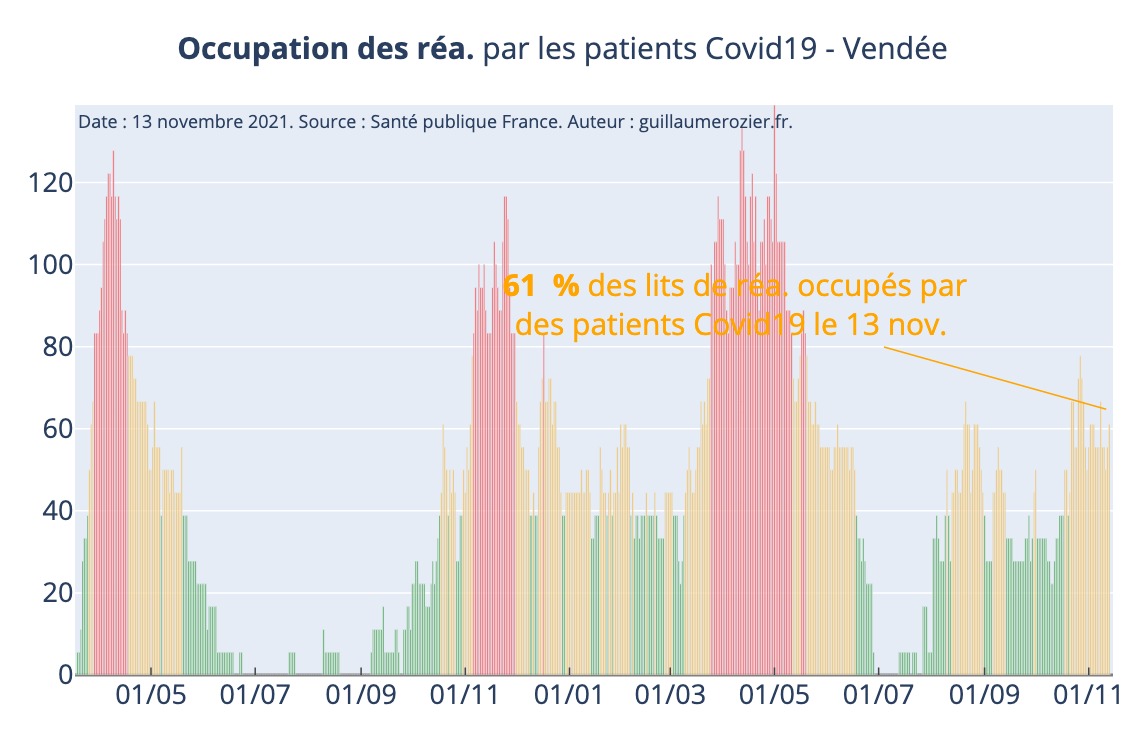 Occupation des réa. par les patients Covid19 - Vendée
Date : 13 novembre 2021. Source : Santé publique France. Auteur : guillaumerozier.fr.
120
100
61 % des lits de réa. occupés par
des patients Covid19 le 13 nov.
80
60
40
20
0
01/05 01/07 01/09 01/11 01/01 01/03 01/05 01/07 01/09 01/11